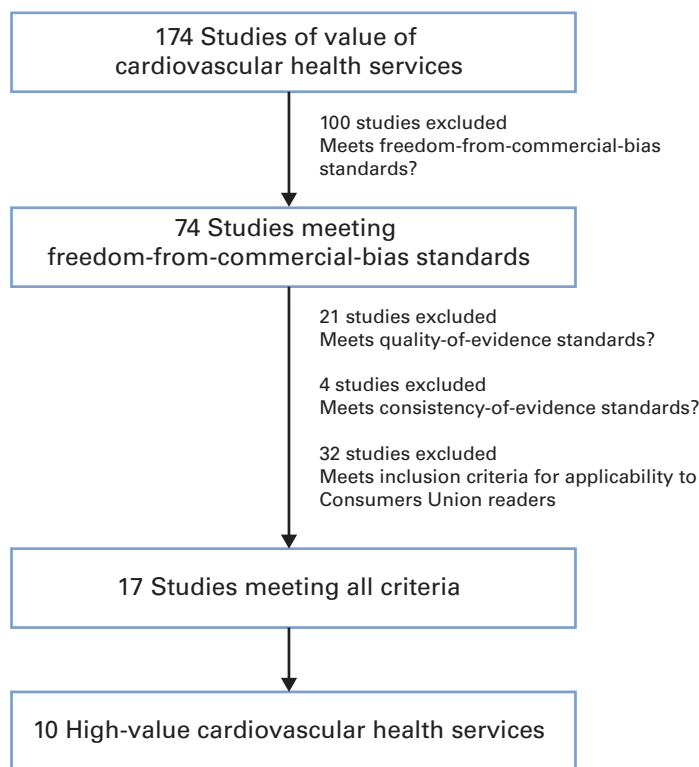 174 Studies of value of
cardiovascular health services
100 studies excluded
Meets freedom-from-commercial-bias
standards?
74 Studies meeting
freedom-from-commercial-bias standards
21 studies excluded
Meets quality-of-evidence standards?
4 studies excluded
Meets consistency-of-evidence standards?
32 studies excluded
Meets inclusion criteria for applicability to
Consumers Union readers
17 Studies meeting all criteria
10 High-value cardiovascular health services